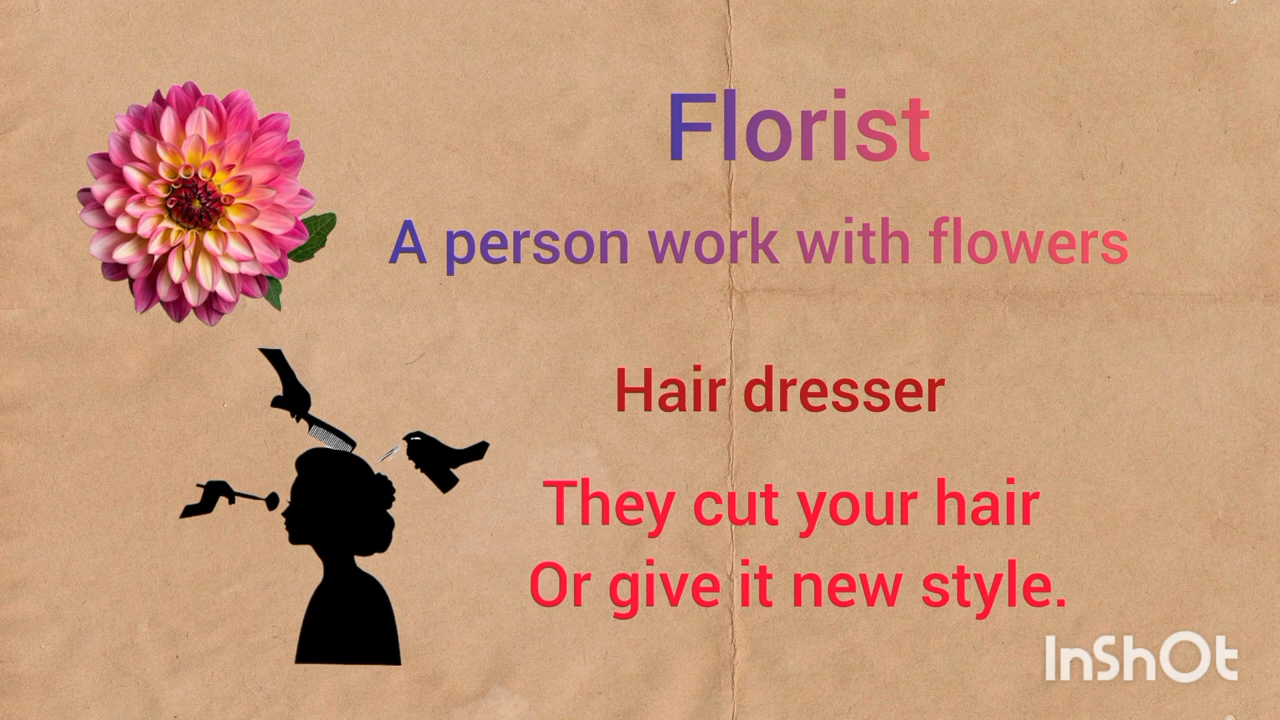 Florist
A person work with flowers
Hair dresser
They cut your hair
Or give it new style.
InShOt